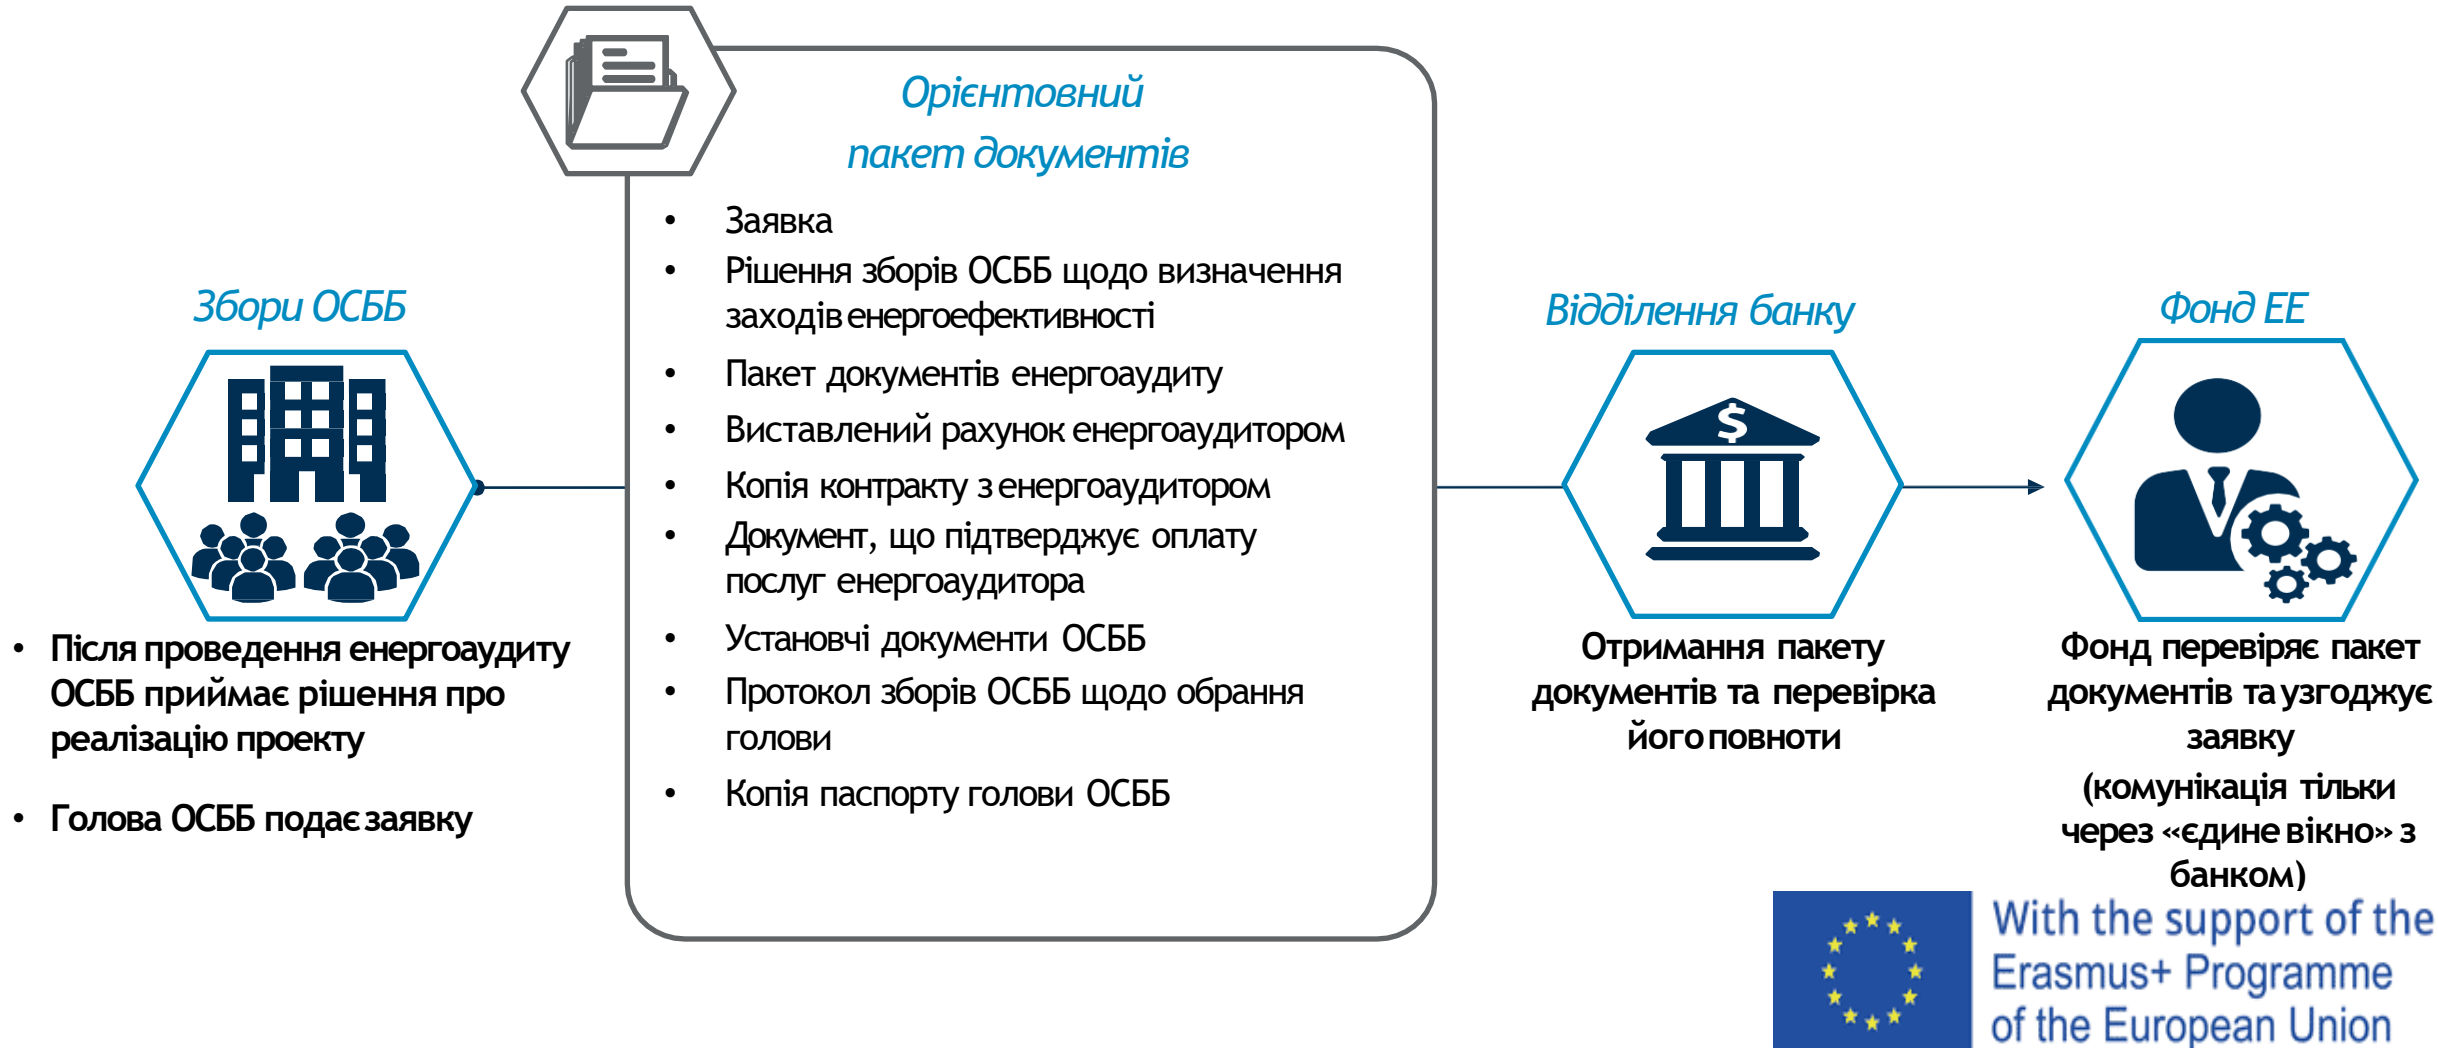 Орієнтовний
пакет документів
• Заявка
• Рішення зборів ОСББ щодо визначення
заходів енергоефективності
• Пакет документів енергоаудиту
• Виставлений рахунок енергоаудитором
• Копія контракту з енергоаудитором
• Документ, що підтверджує оплату
послуг енергоаудитора
• Установчі документи ОСББ
• Протокол зборів ОСББ щодо обрання
голови
• Копія паспорту голови ОСББ
Збори ОСББ
• Після проведення енергоаудиту
ОСББ приймає рішення про
реалізацію проекту
• Голова ОСББ подає заявку
Відділення банку
$
Отримання пакету
документів та перевірка
його повноти
Фонд ЕЕ
Фонд перевіряє пакет
документів та узгоджує
заявку
(комунікація тільки
через «єдине вікно» з
банком)
With the support of the
Erasmus+ Programme
of the European Union